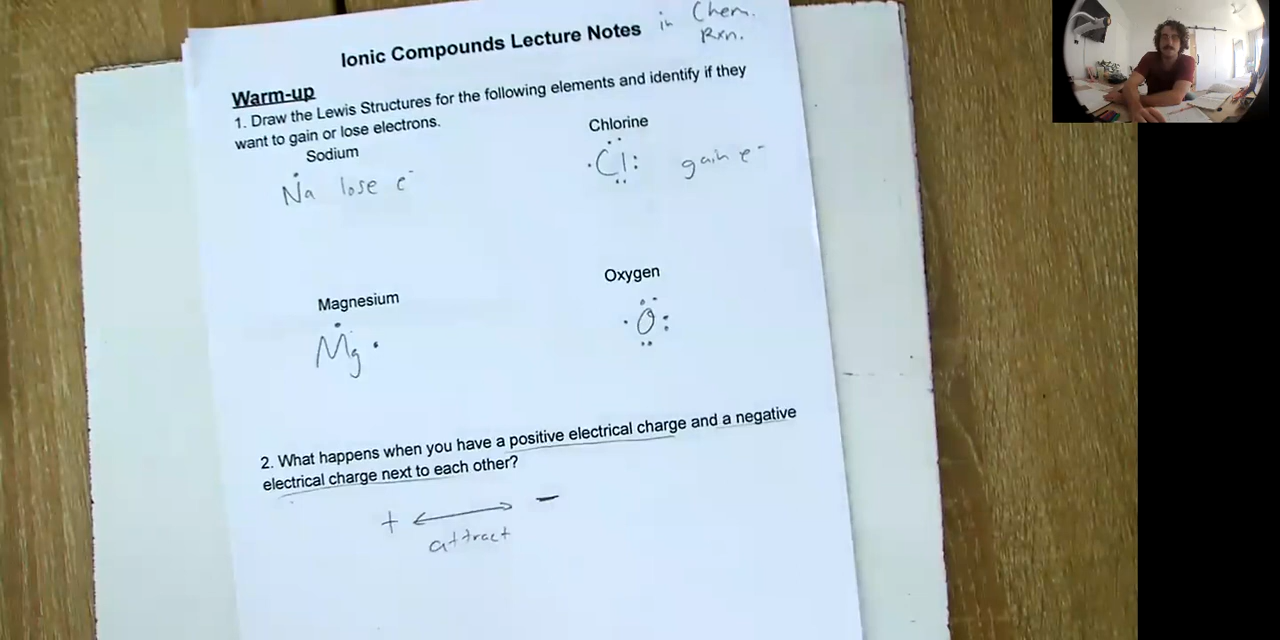 Ionic Compounds Lecture Notes in Chem.
Rxn.
Warm-up
1. Draw the Lewis Structures for the following elements and identify if they
want to gain or lose electrons.
Sodium
Chlorine
Na lose e⁻
Cl gain e⁻
Magnesium
Oxygen
Mg
O
2. What happens when you have a positive electrical charge and a negative
electrical charge next to each other?
+ ⟷ −
attract